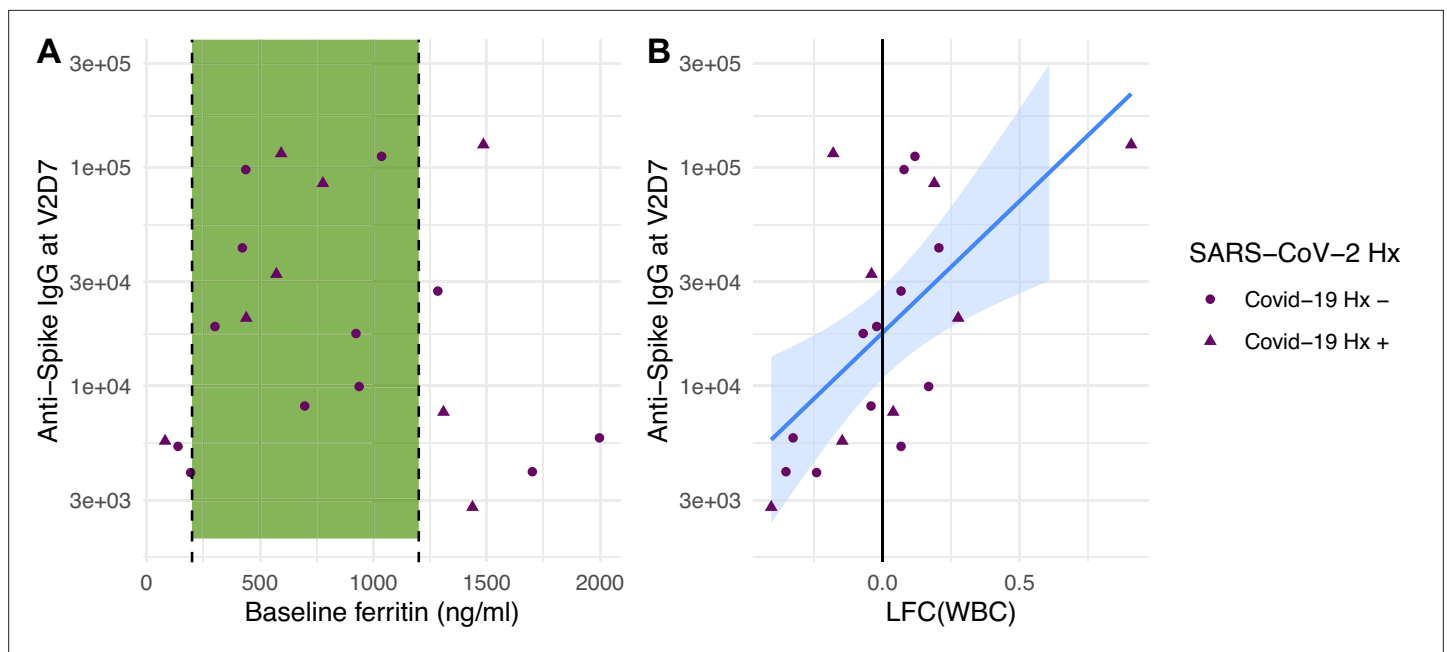 A
3e+05
1e+05
3e+04
1e+04
3e+03
Anti−Spike IgG at V2D7
0 500 1000 1500 2000
Baseline ferritin (ng/ml)
B
3e+05
1e+05
3e+04
1e+04
3e+03
Anti−Spike IgG at V2D7
0.0 0.5
LFC(WBC)
SARS−CoV−2 Hx
Covid−19 Hx −
Covid−19 Hx +